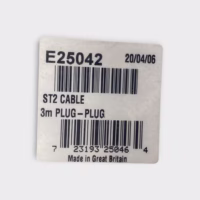 E25042 20/04/06
ST2 CABLE
3m PLUG-PLUG
7 23193 25046 4
Made in Great Britain